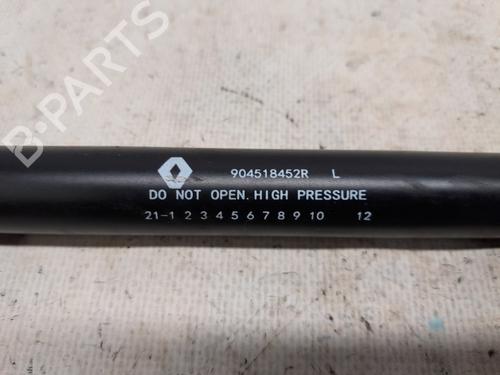 904518452R L
DO NOT OPEN. HIGH PRESSURE
21-1 2 3 4 5 6 7 8 9 10 12
B-PARTS